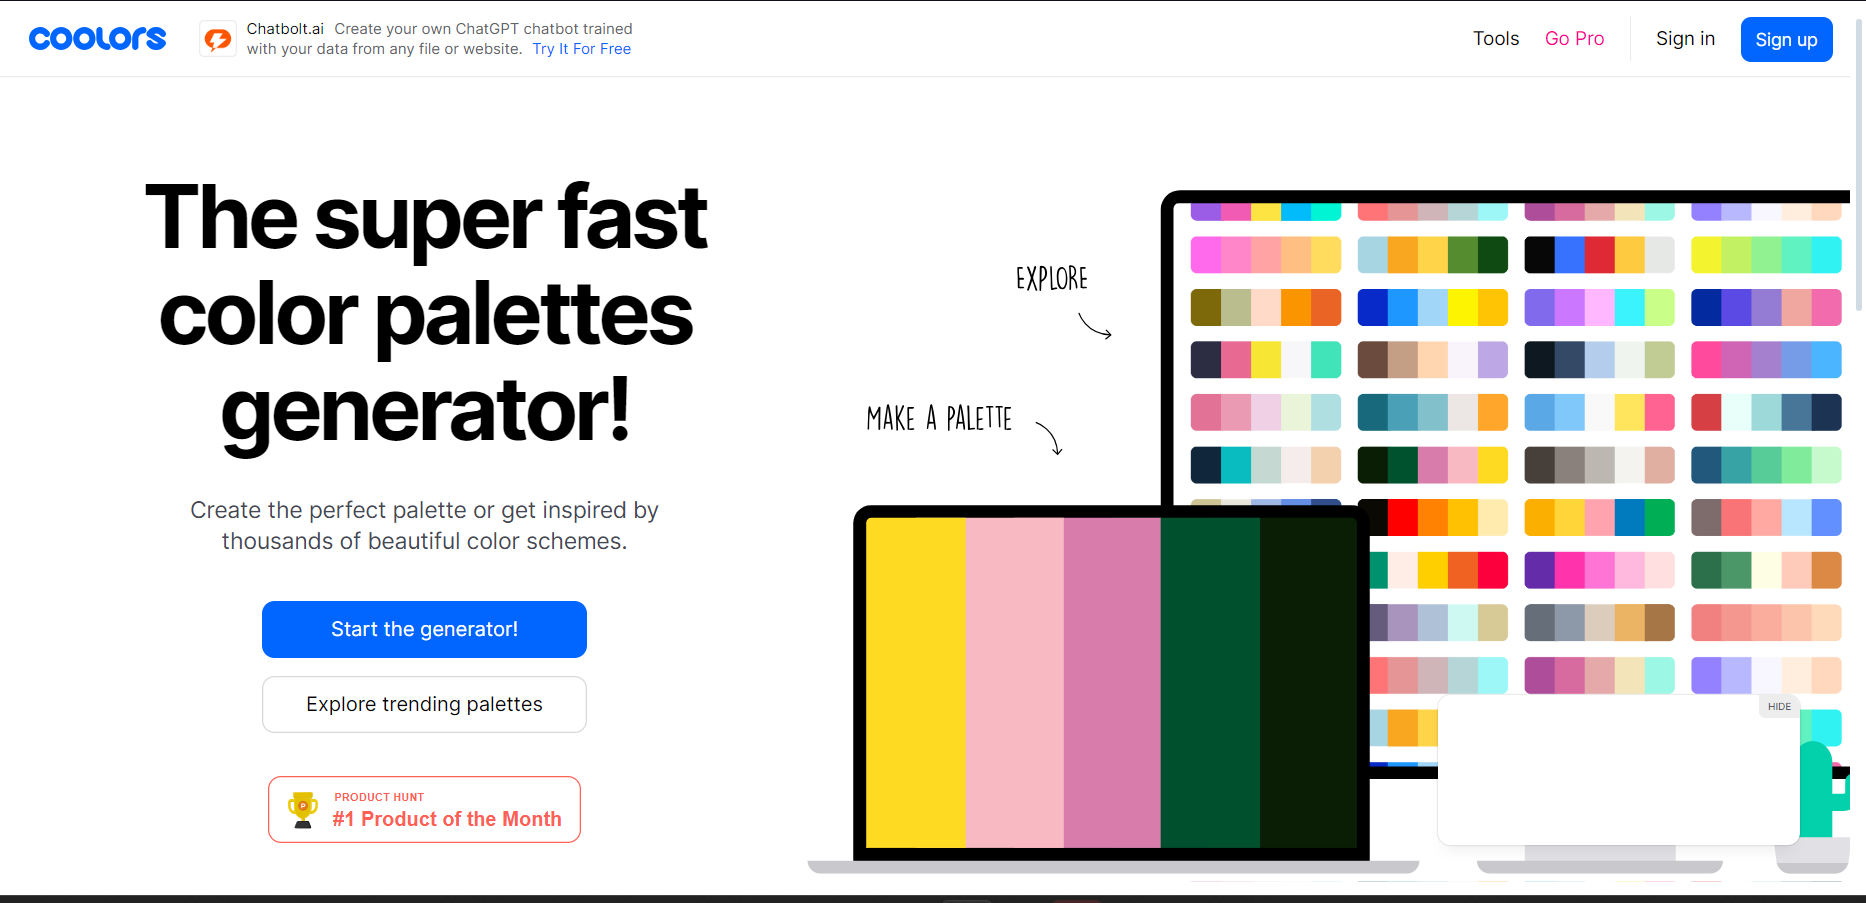 coolors
Chatbolt.ai Create your own ChatGPT chatbot trained
with your data from any file or website. Try It For Free
Tools
Go Pro
Sign in
Sign up
The super fast
color palettes
generator!
Create the perfect palette or get inspired by
thousands of beautiful color schemes.
Start the generator!
Explore trending palettes
PRODUCT HUNT
#1 Product of the Month
EXPLORE
MAKE A PALETTE
HIDE